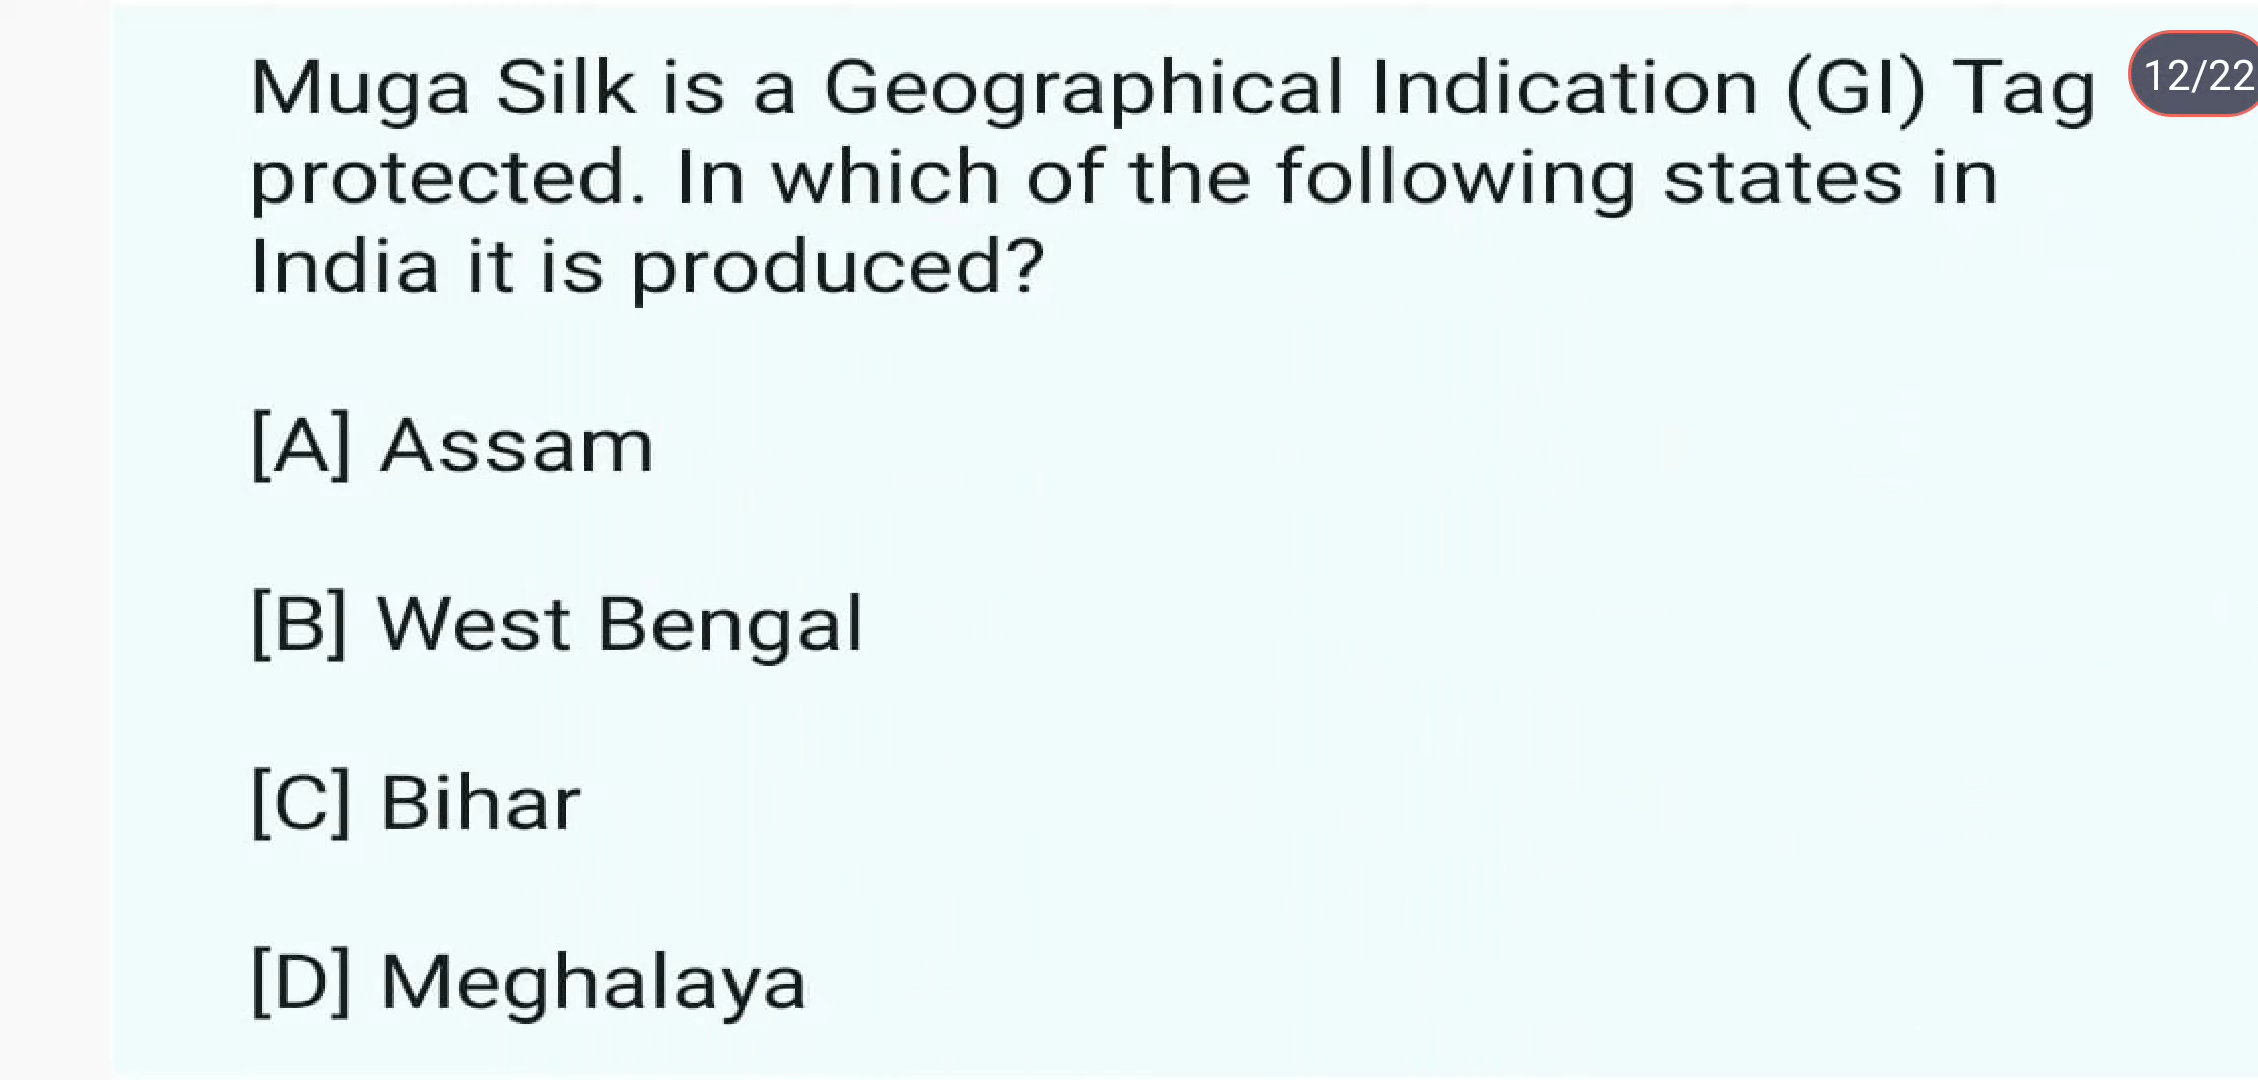 Muga Silk is a Geographical Indication (GI) Tag
12/22
protected. In which of the following states in
India it is produced?
[A] Assam
[B] West Bengal
[C] Bihar
[D] Meghalaya